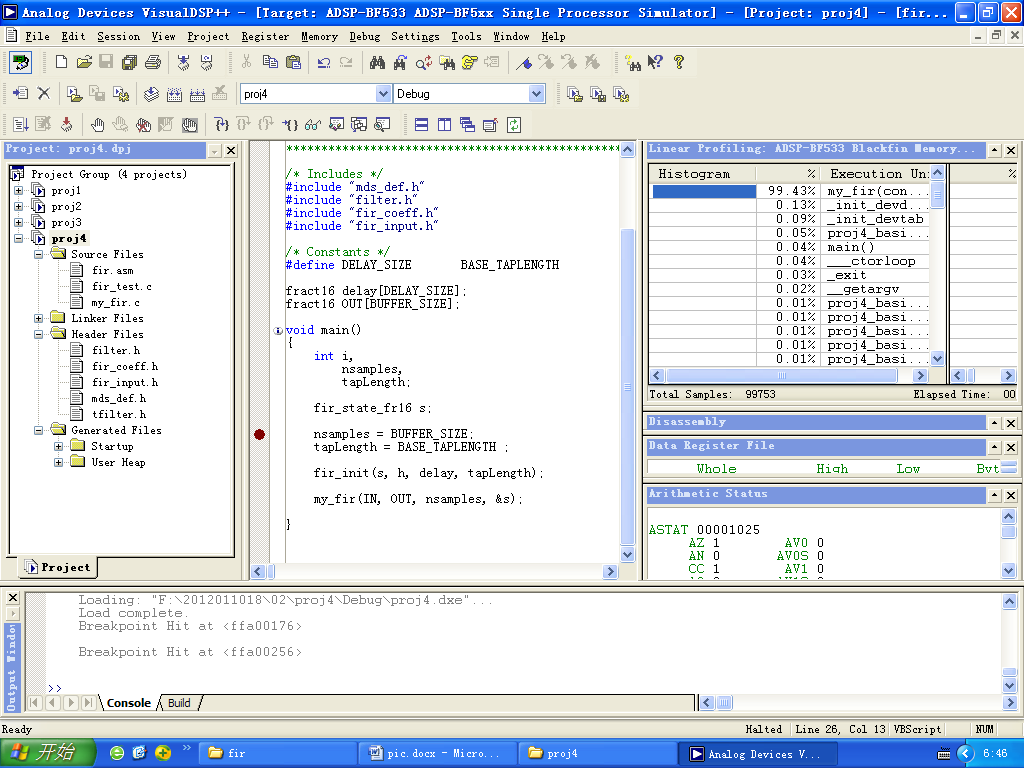 Analog Devices VisualDSP++ - [Target: ADSP-BF533 ADSP-BF5xx Single Processor Simulator] - [Project: proj4] - [fir...
File Edit Session View Project Register Memory Debug Settings Tools Window Help
proj4
Debug
Project: proj4.dpj
Project Group (4 projects)
proj1
proj2
proj3
proj4
Source Files
fir.asm
fir_test.c
my_fir.c
Linker Files
Header Files
filter.h
fir_coeff.h
fir_input.h
mds_def.h
tfilter.h
Generated Files
Startup
User Heap
Project
/* Includes */
#include "mds_def.h"
#include "filter.h"
#include "fir_coeff.h"
#include "fir_input.h"
/* Constants */
#define DELAY_SIZE BASE_TAPLENGTH
fract16 delay[DELAY_SIZE];
fract16 OUT[BUFFER_SIZE];
void main()
{
int i,
nsamples,
tapLength;
fir_state_fr16 s;
nsamples = BUFFER_SIZE;
tapLength = BASE_TAPLENGTH ;
fir_init(s, h, delay, tapLength);
my_fir(IN, OUT, nsamples, &s);
}
Linear Profiling: ADSP-BF533 Blackfin Memory...
Histogram % Execution Uni %
99.43% my_fir(con...
0.13% _init_devd...
0.09% _init_devtab
0.05% proj4_basi...
0.04% main()
0.04% ___ctorloop
0.03% _exit
0.02% __getargv
0.01% proj4_basi...
0.01% proj4_basi...
0.01% proj4_basi...
0.01% proj4_basi...
0.01% proj4_basi...
Total Samples: 99753 Elapsed Time: 00
Disassembly
Data Register File
Whole High Low Byt
Arithmetic Status
ASTAT 00001025
AZ 1 AV0 0
AN 0 AV0S 0
CC 1 AV1 0
Loading: "F:\2012011018\02\proj4\Debug\proj4.dxe"...
Load complete.
Breakpoint Hit at <ffa00176>
Breakpoint Hit at <ffa00256>
>>
Output Window
Console Build
Ready Halted Line 26, Col 13 VBScript NUM
开始 fir pic.docx - Micro... proj4 Analog Devices V... 6:46